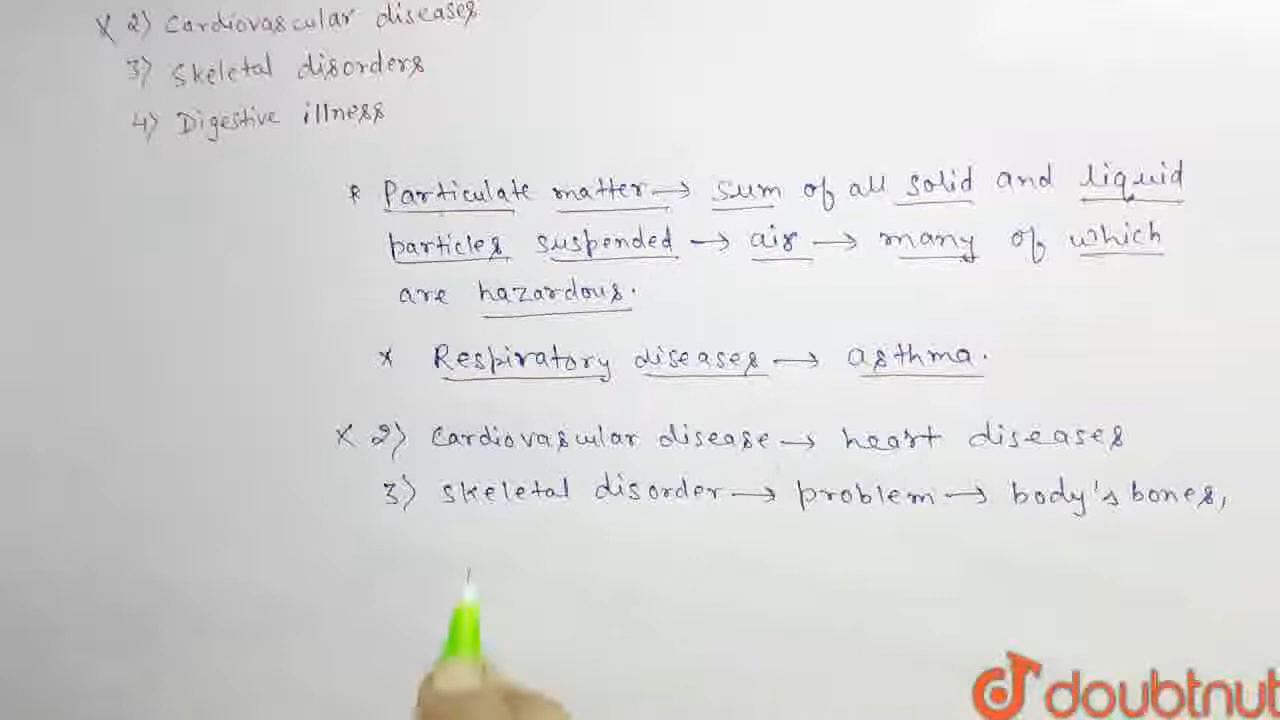 x 2) Cardiovascular diseases
3) Skeletal disorders
4) Digestive illness
* Particulate matter → sum of all solid and liquid
particles suspended → air → many of which
are hazardous.
* Respiratory diseases → asthma.
x 2) Cardiovascular disease → heart diseases
3) Skeletal disorder → problem → body's bones,
doubtnut